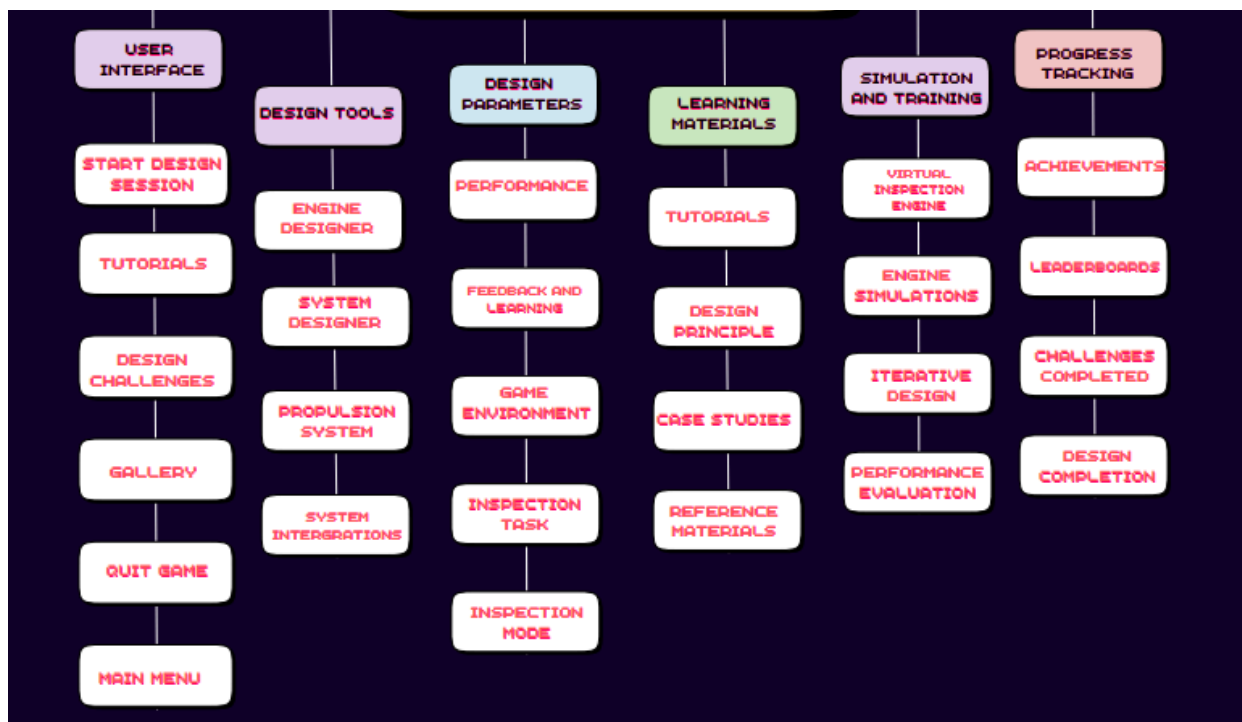 USER
INTERFACE
START DESIGN
SESSION
TUTORIALS
DESIGN
CHALLENGES
GALLERY
QUIT GAME
MAIN MENU
DESIGN TOOLS
ENGINE
DESIGNER
SYSTEM
DESIGNER
PROPULSION
SYSTEM
SYSTEM
INTERGRATIONS
DESIGN
PARAMETERS
PERFORMANCE
FEEDBACK AND
LEARNING
GAME
ENVIRONMENT
INSPECTION
TASK
INSPECTION
MODE
LEARNING
MATERIALS
TUTORIALS
DESIGN
PRINCIPLE
CASE STUDIES
REFERENCE
MATERIALS
SIMULATION
AND TRAINING
VIRTUAL
INSPECTION
ENGINE
ENGINE
SIMULATIONS
ITERATIVE
DESIGN
PERFORMANCE
EVALUATION
PROGRESS
TRACKING
ACHIEVEMENTS
LEADERBOARDS
CHALLENGES
COMPLETED
DESIGN
COMPLETION